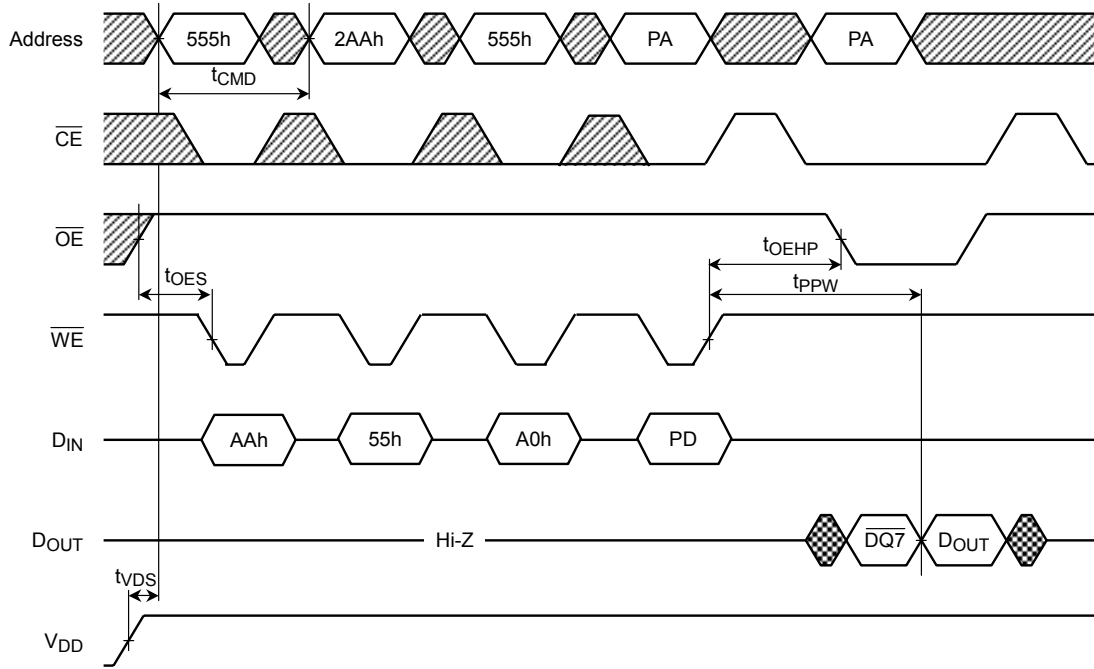 Address 555h 2AAh 555h PA PA
tCMD
CE
OE
tOEHP
tOES
tPPW
WE
DIN AAh 55h A0h PD
DOUT Hi-Z DQ7 DOUT
tVDS
VDD